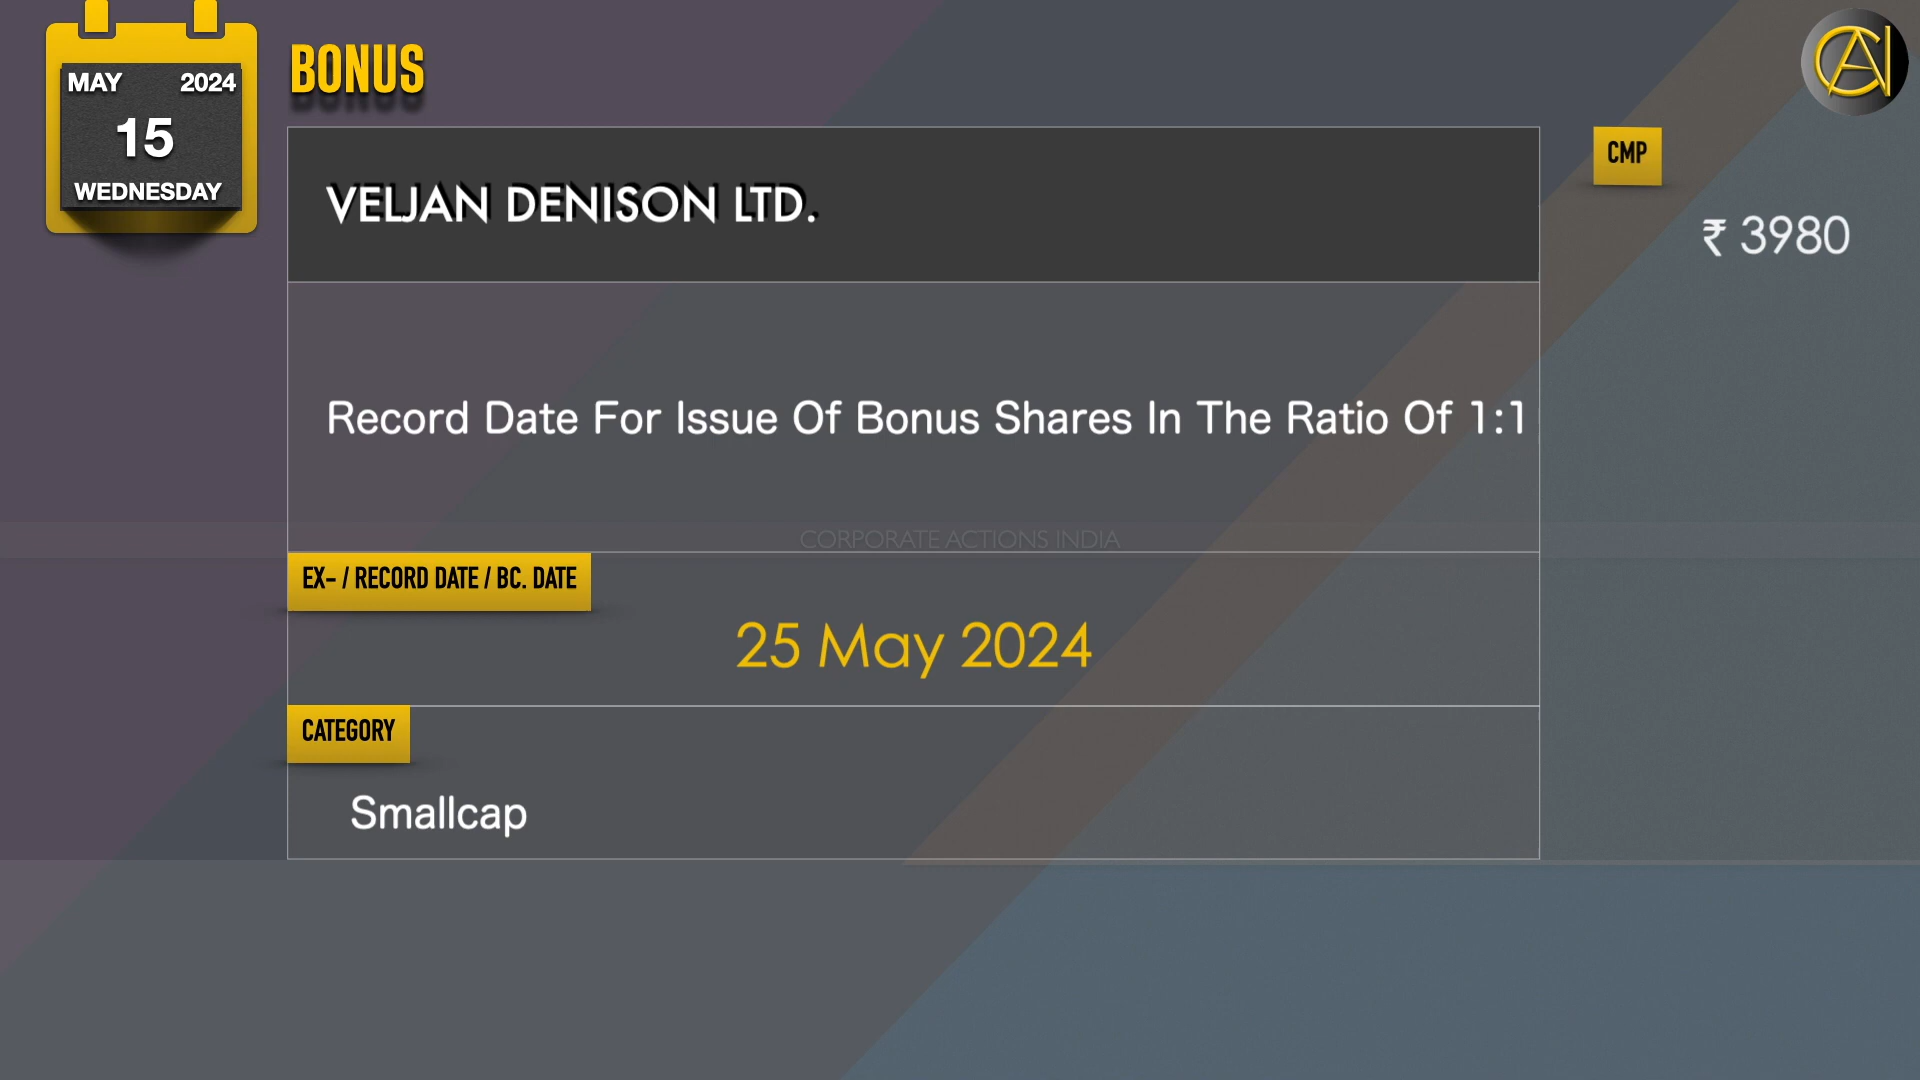 MAY 2024
15
WEDNESDAY
BONUS
VELJAN DENISON LTD.
CMP
₹ 3980
Record Date For Issue Of Bonus Shares In The Ratio Of 1:1
CORPORATE ACTIONS INDIA
EX- / RECORD DATE / BC. DATE
25 May 2024
CATEGORY
Smallcap